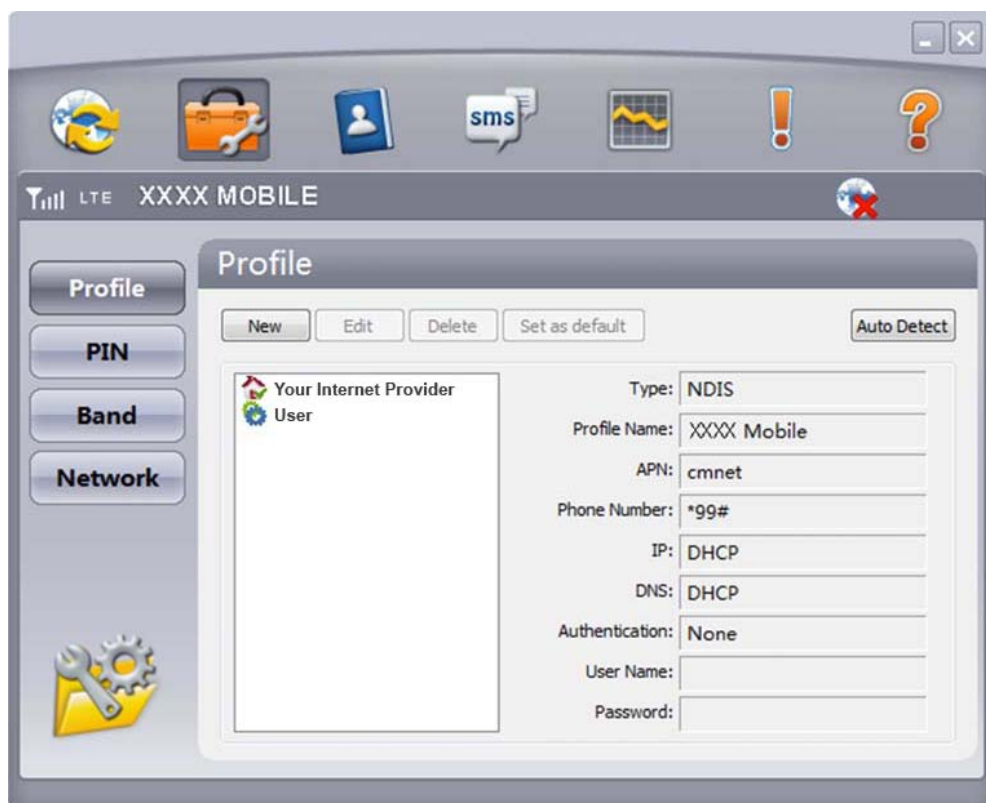 sms
LTE XXXX MOBILE
Profile
Profile
PIN
Band
Network
New Edit Delete Set as default Auto Detect
Your Internet Provider
User
Type: NDIS
Profile Name: XXXX Mobile
APN: cmnet
Phone Number: *99#
IP: DHCP
DNS: DHCP
Authentication: None
User Name:
Password: